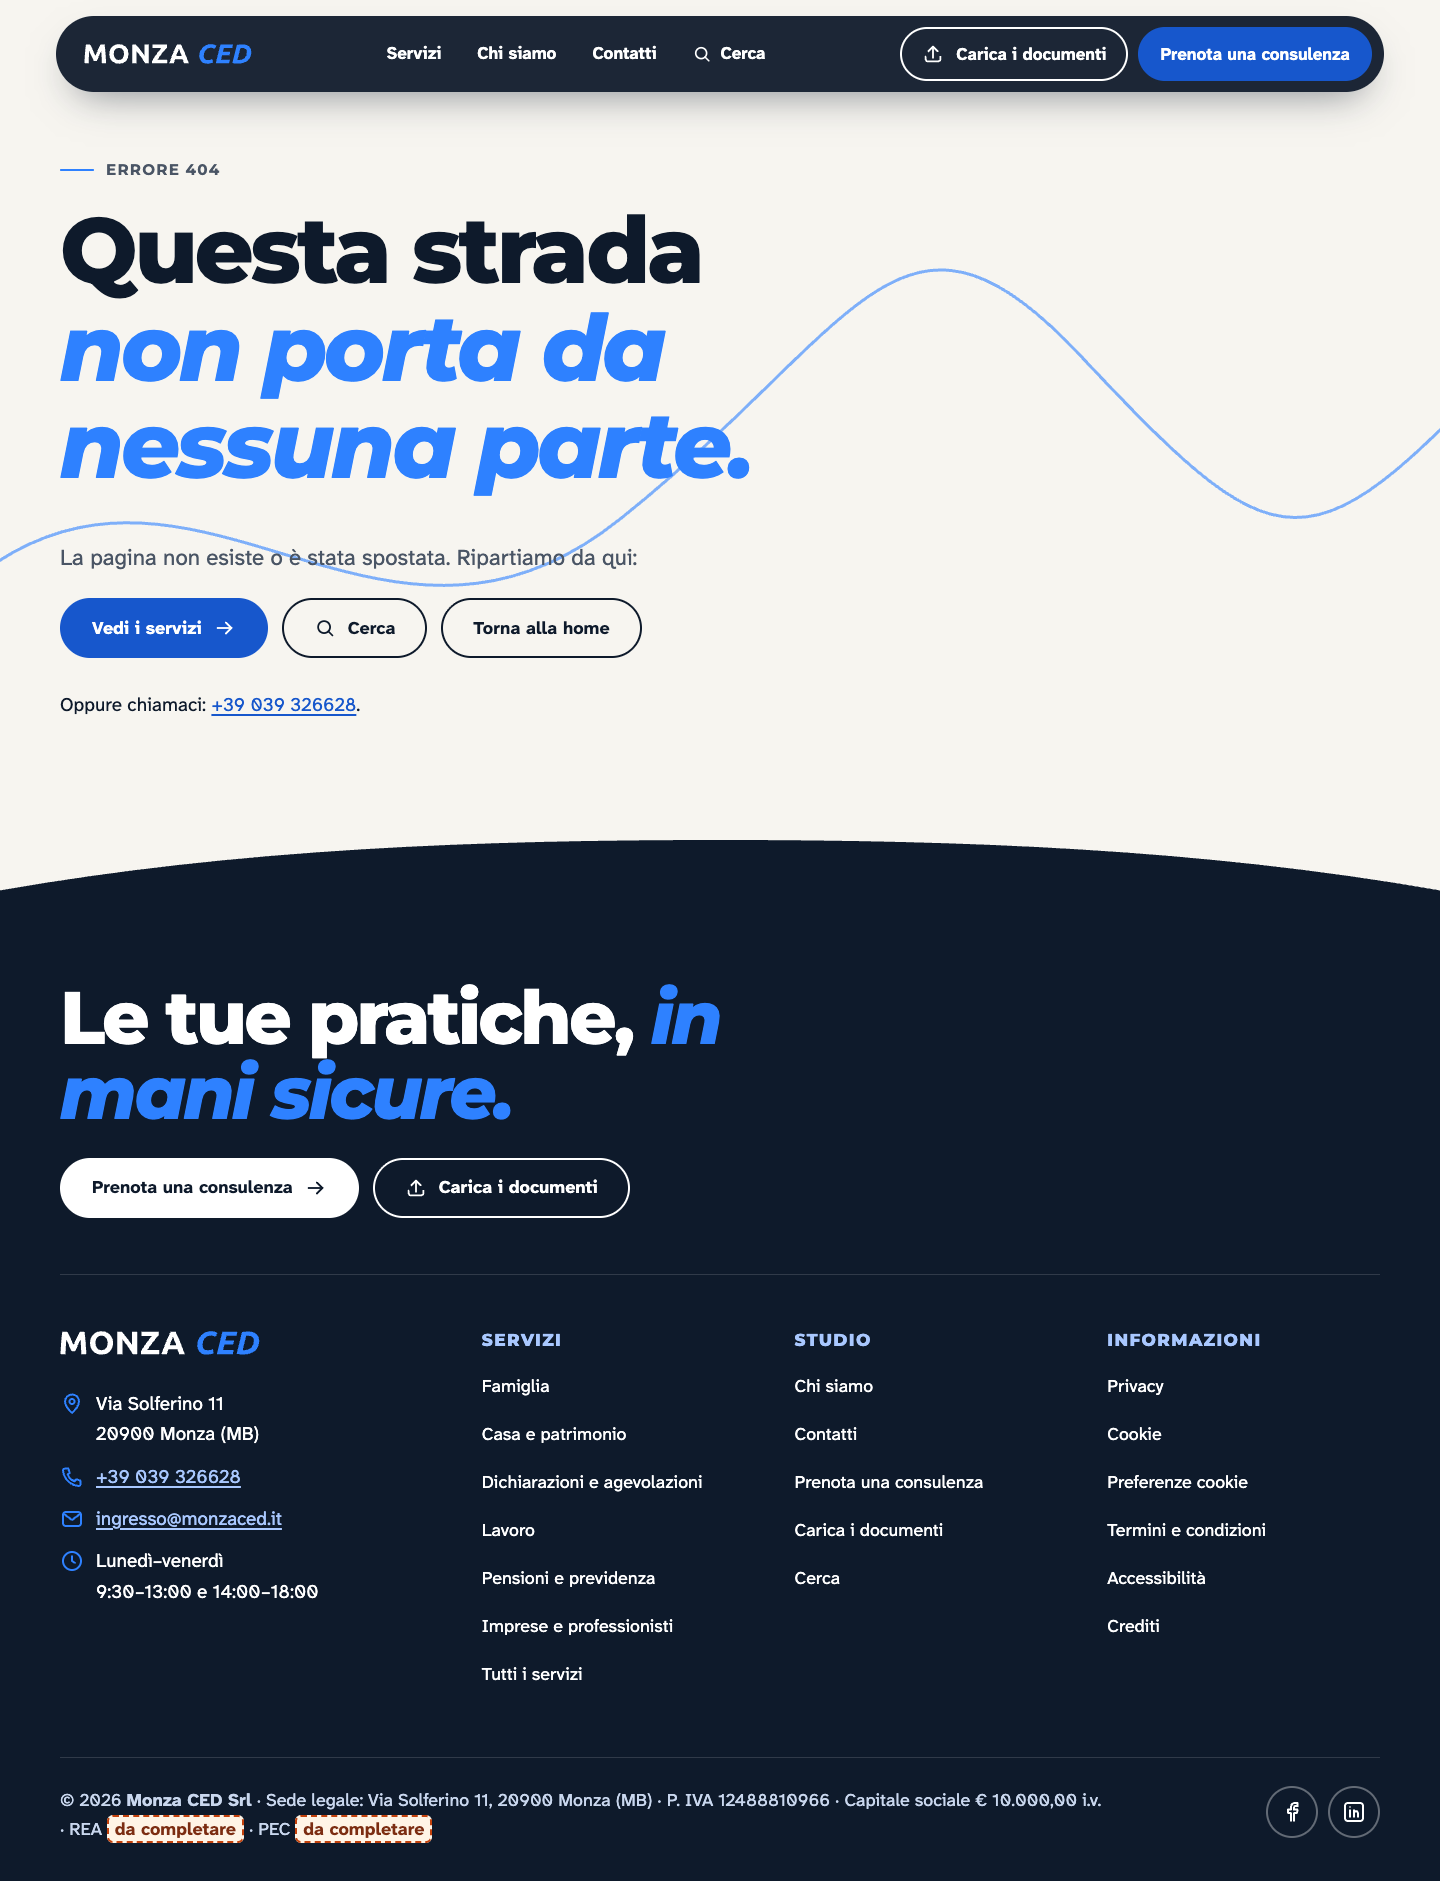 MONZA CED
Servizi
Chi siamo
Contatti
Cerca
Carica i documenti
Prenota una consulenza
ERRORE 404
Questa strada
non porta da
nessuna parte.
La pagina non esiste o è stata spostata. Ripartiamo da qui:
Vedi i servizi
Cerca
Torna alla home
Oppure chiamaci: +39 039 326628.
Le tue pratiche, in
mani sicure.
Prenota una consulenza
Carica i documenti
MONZA CED
Via Solferino 11
20900 Monza (MB)
+39 039 326628
ingresso@monzaced.it
Lunedì–venerdì
9:30–13:00 e 14:00–18:00
SERVIZI
Famiglia
Casa e patrimonio
Dichiarazioni e agevolazioni
Lavoro
Pensioni e previdenza
Imprese e professionisti
Tutti i servizi
STUDIO
Chi siamo
Contatti
Prenota una consulenza
Carica i documenti
Cerca
INFORMAZIONI
Privacy
Cookie
Preferenze cookie
Termini e condizioni
Accessibilità
Crediti
© 2026 Monza CED Srl · Sede legale: Via Solferino 11, 20900 Monza (MB) · P. IVA 12488810966 · Capitale sociale € 10.000,00 i.v.
· REA da completare · PEC da completare